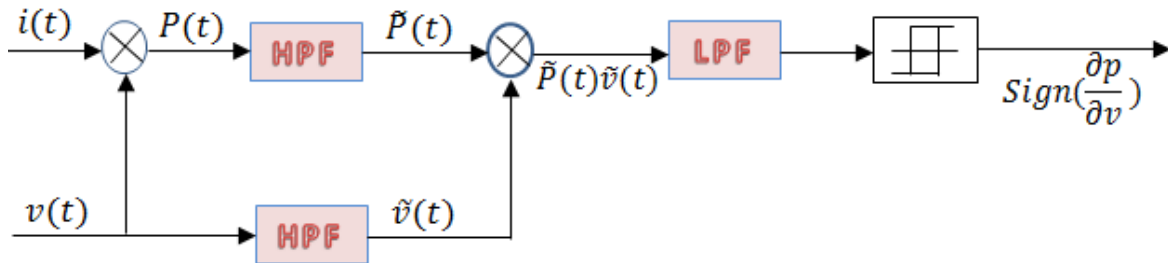 i(t)
P(t)
HPF
P̃(t)
P̃(t)ṽ(t)
LPF
Sign(∂p/∂v)
v(t)
HPF
ṽ(t)